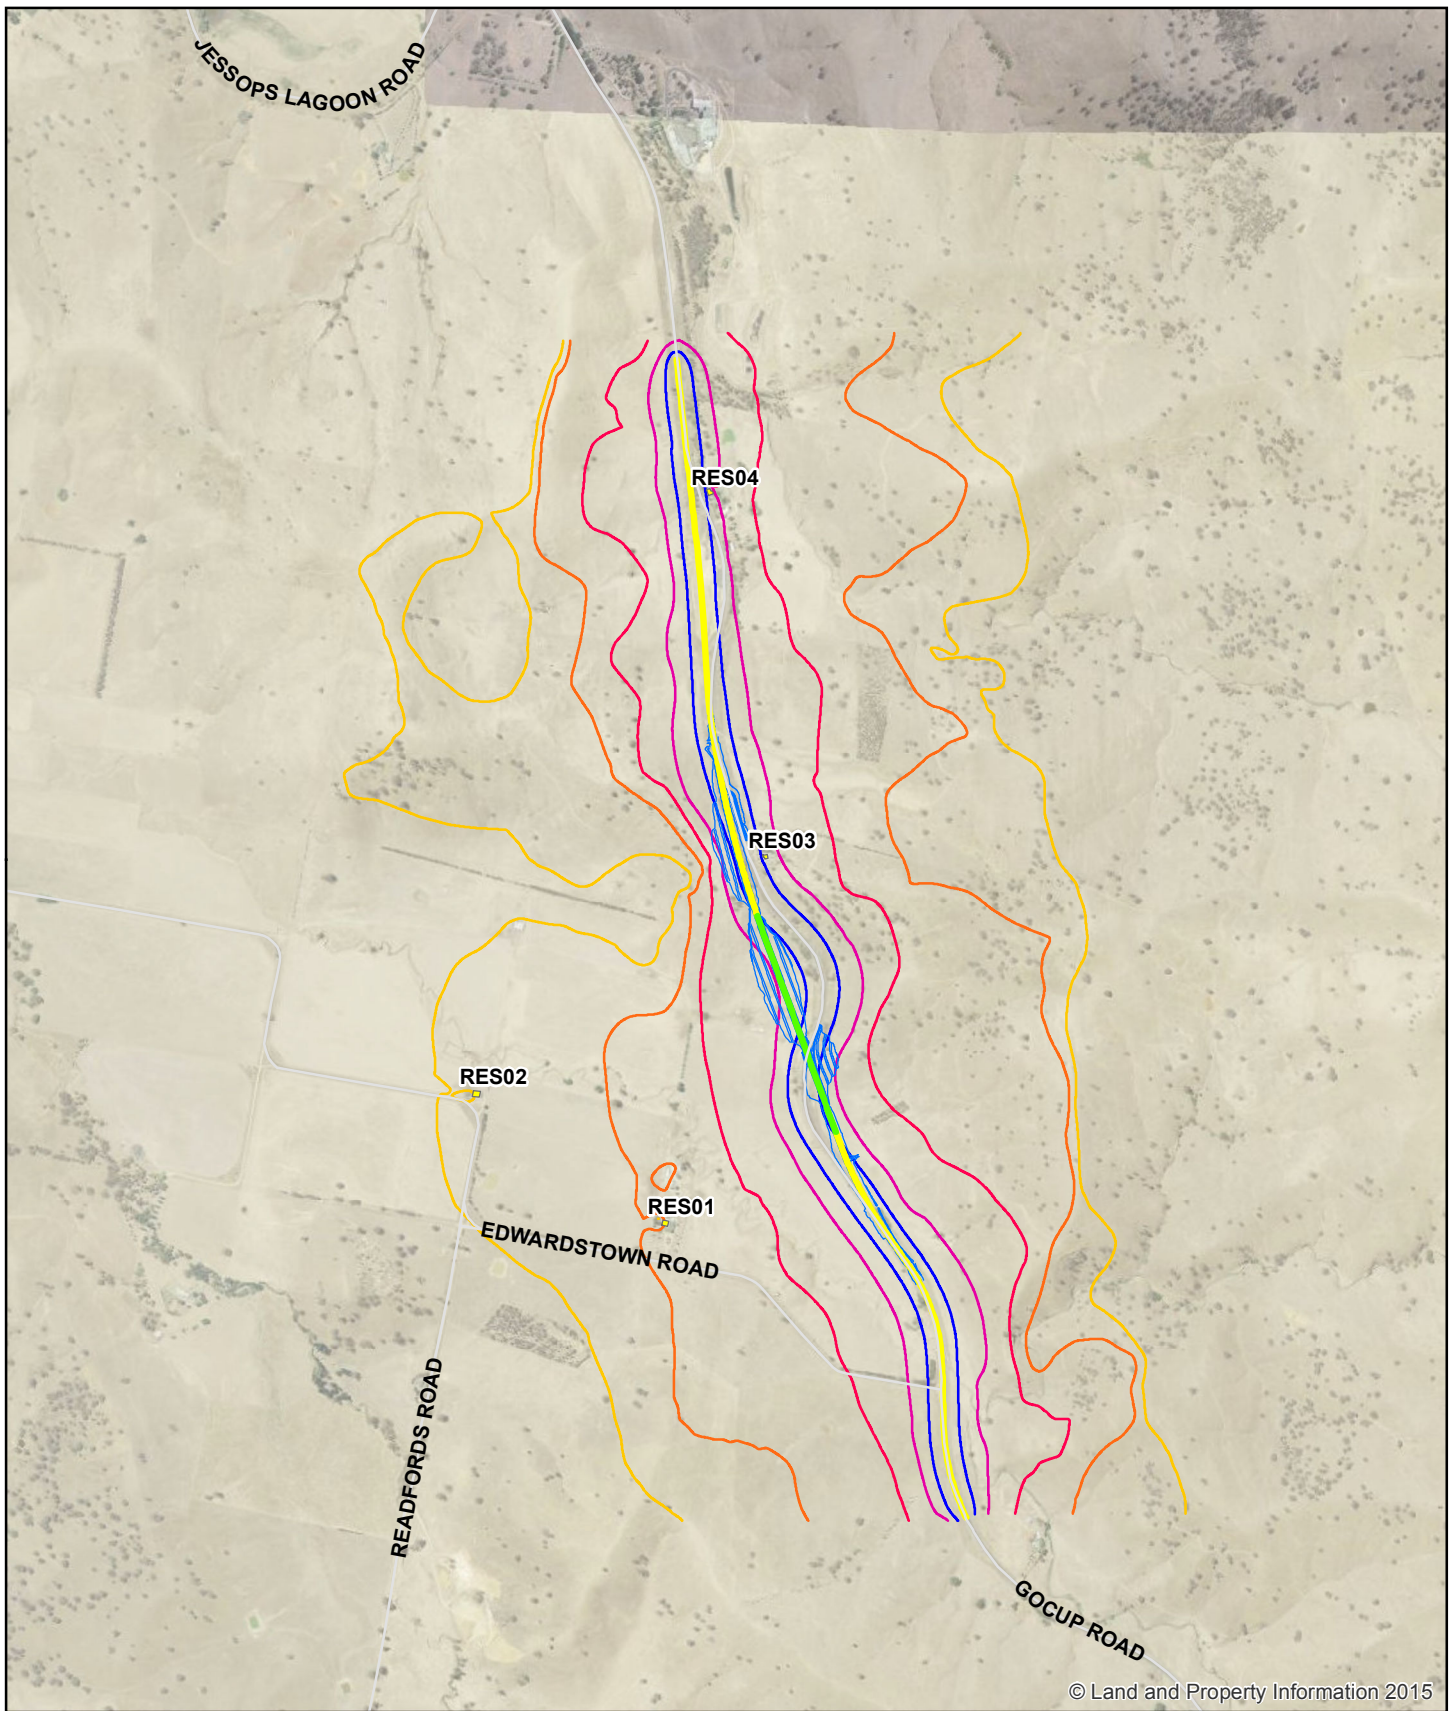 JESSOPS LAGOON ROAD
RES04
RES03
RES02
RES01
EDWARDSTOWN ROAD
READFORDS ROAD
GOCUP ROAD
© Land and Property Information 2015